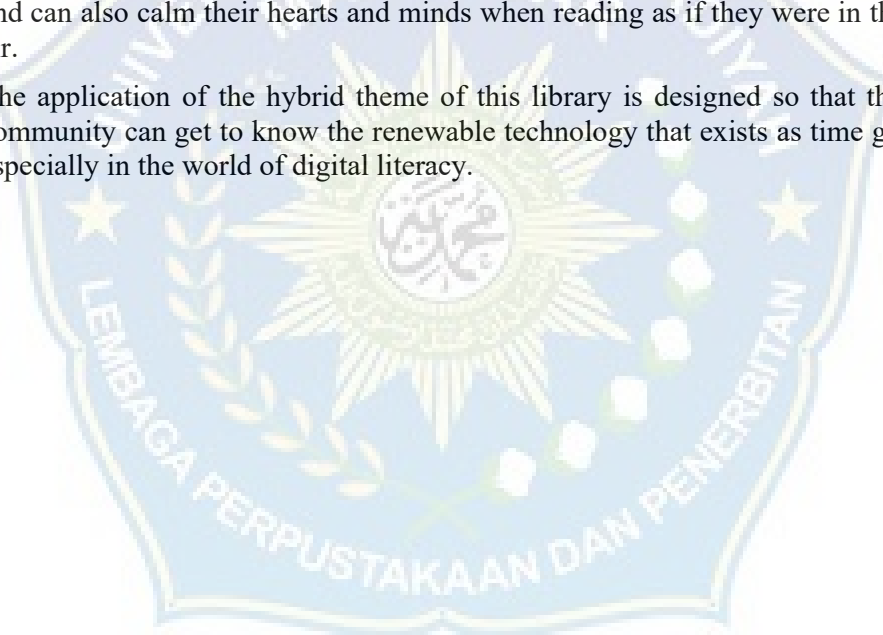 nd can also calm their hearts and minds when reading as if they were in th
r.
he application of the hybrid theme of this library is designed so that th
ommunity can get to know the renewable technology that exists as time g
specially in the world of digital literacy.
LEMBAGA PERPUSTAKAAN DAN PENERBITAN